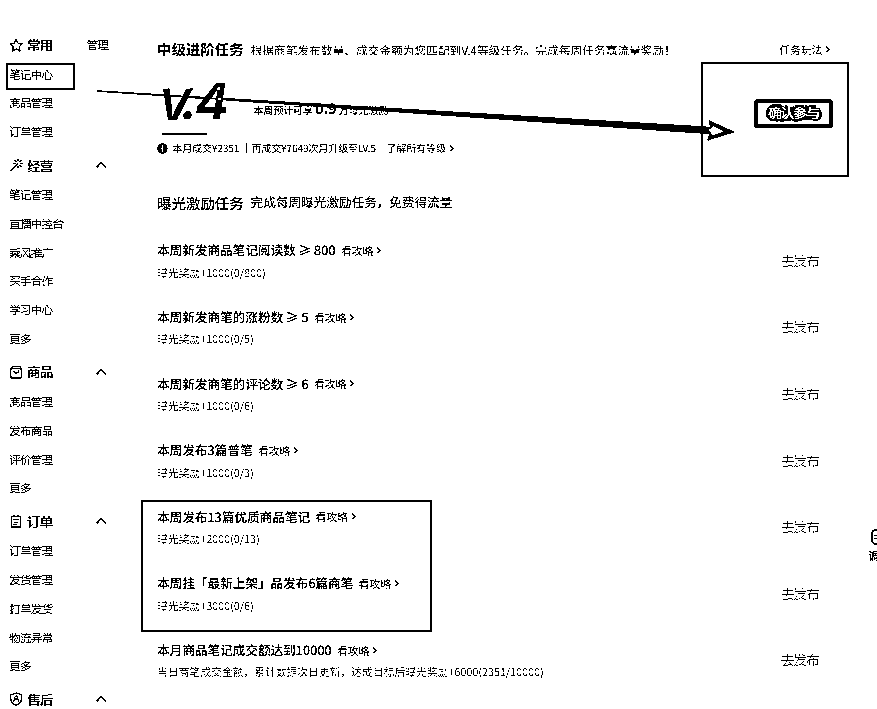 常用 管理
笔记中心
商品管理
订单管理
经营
笔记管理
直播中控台
乘风推广
买手合作
学习中心
更多
商品
商品管理
发布商品
评价管理
更多
订单
订单管理
发货管理
打单发货
物流异常
更多
售后
中级进阶任务 根据商笔发布数量、成交金额为您匹配到V.4等级任务。完成每周任务享流量奖励!
任务玩法 >
V.4
本周预计可享0.9万曝光激励
确认参与
本月成交¥2351 | 再成交¥7649次月升级至LV.5 了解所有等级 >
曝光激励任务 完成每周曝光激励任务，免费得流量
本周新发商品笔记阅读数 ≥ 800 看攻略 >
曝光奖励+1000(0/800)
去发布
本周新发商笔的涨粉数 ≥ 5 看攻略 >
曝光奖励+1000(0/5)
去发布
本周新发商笔的评论数 ≥ 6 看攻略 >
曝光奖励+1000(0/6)
去发布
本周发布3篇普笔 看攻略 >
曝光奖励+1000(0/3)
去发布
本周发布13篇优质商品笔记 看攻略 >
曝光奖励+2000(0/13)
去发布
本周挂「最新上架」品发布6篇商笔 看攻略 >
曝光奖励+3000(0/6)
去发布
本月商品笔记成交额达到10000 看攻略 >
当日商笔成交金额，累计数据次日更新，达成目标后曝光奖励+6000(2351/10000)
去发布